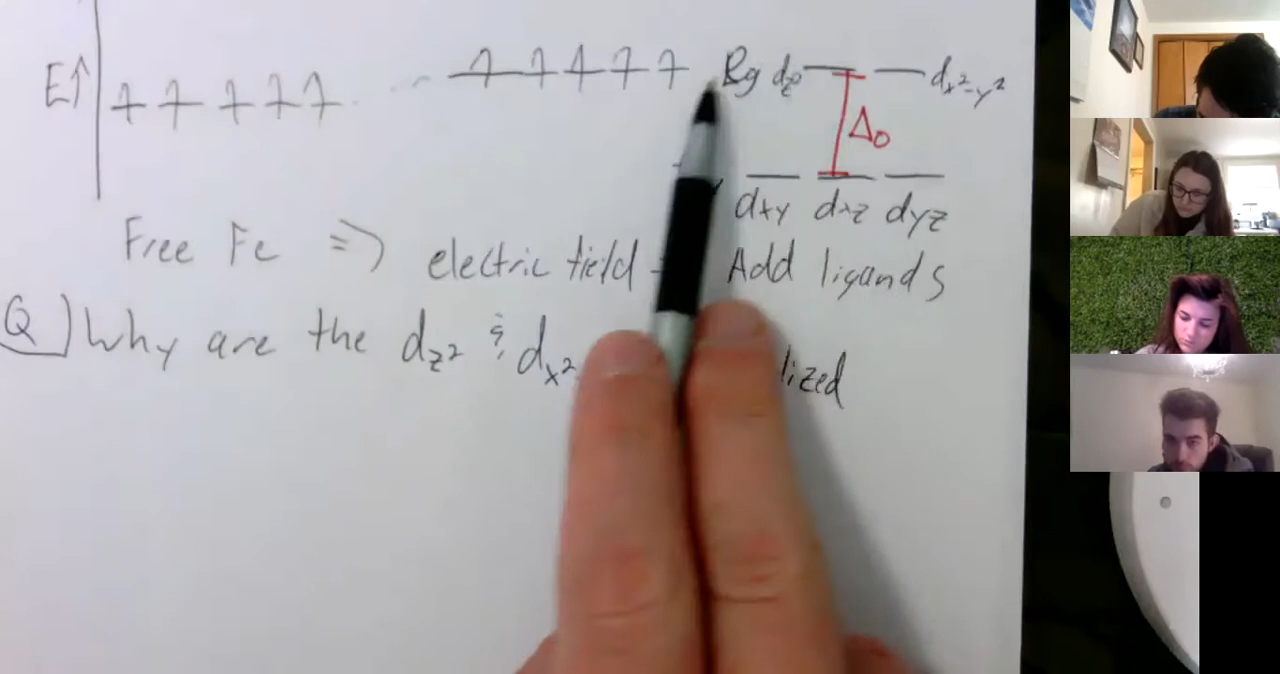 E↑
Eg dz² dx²-y²
Δo
dxy dxz dyz
Free Fe => electric field Add ligands
Q] Why are the dz² & dx² lized